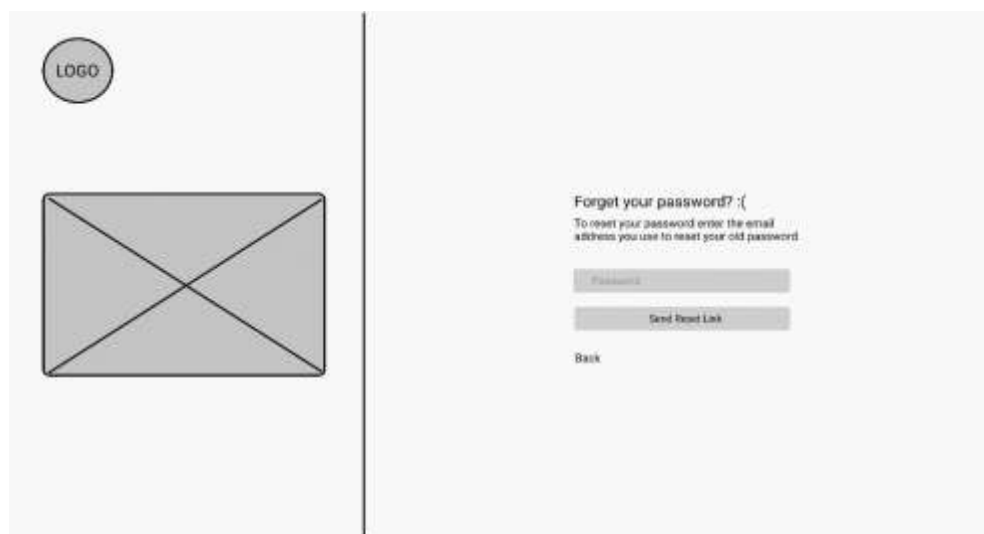 LOGO
Forget your password? :(
To reset your password enter the email
address you use to reset your old password
Password
Send Reset Link
Back